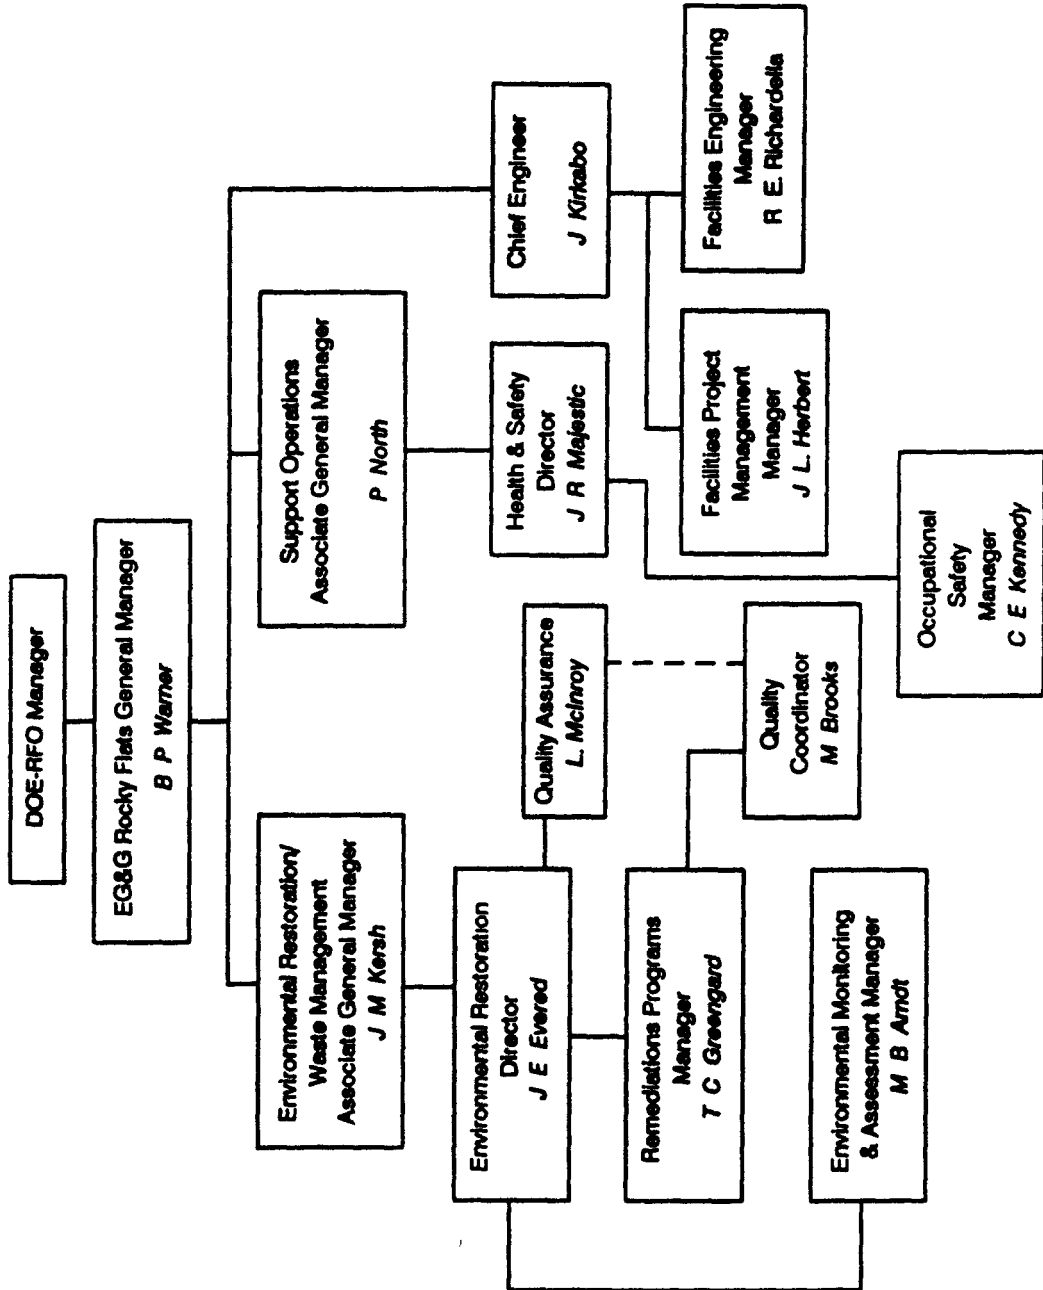 DOE-RFO Manager
EG&G Rocky Flats General Manager
B P Warner
Environmental Restoration/
Waste Management
Associate General Manager
J M Kersh
Support Operations
Associate General Manager
P North
Environmental Restoration
Director
J E Evered
Quality Assurance
L. McInroy
Health & Safety
Director
J R Majestic
Chief Engineer
J Kirkabo
Remediations Programs
Manager
T C Greengard
Quality
Coordinator
M Brooks
Facilities Project
Management
Manager
J L. Herbert
Facilities Engineering
Manager
R E. Richardella
Environmental Monitoring
& Assessment Manager
M B Arndt
Occupational
Safety
Manager
C E Kennedy